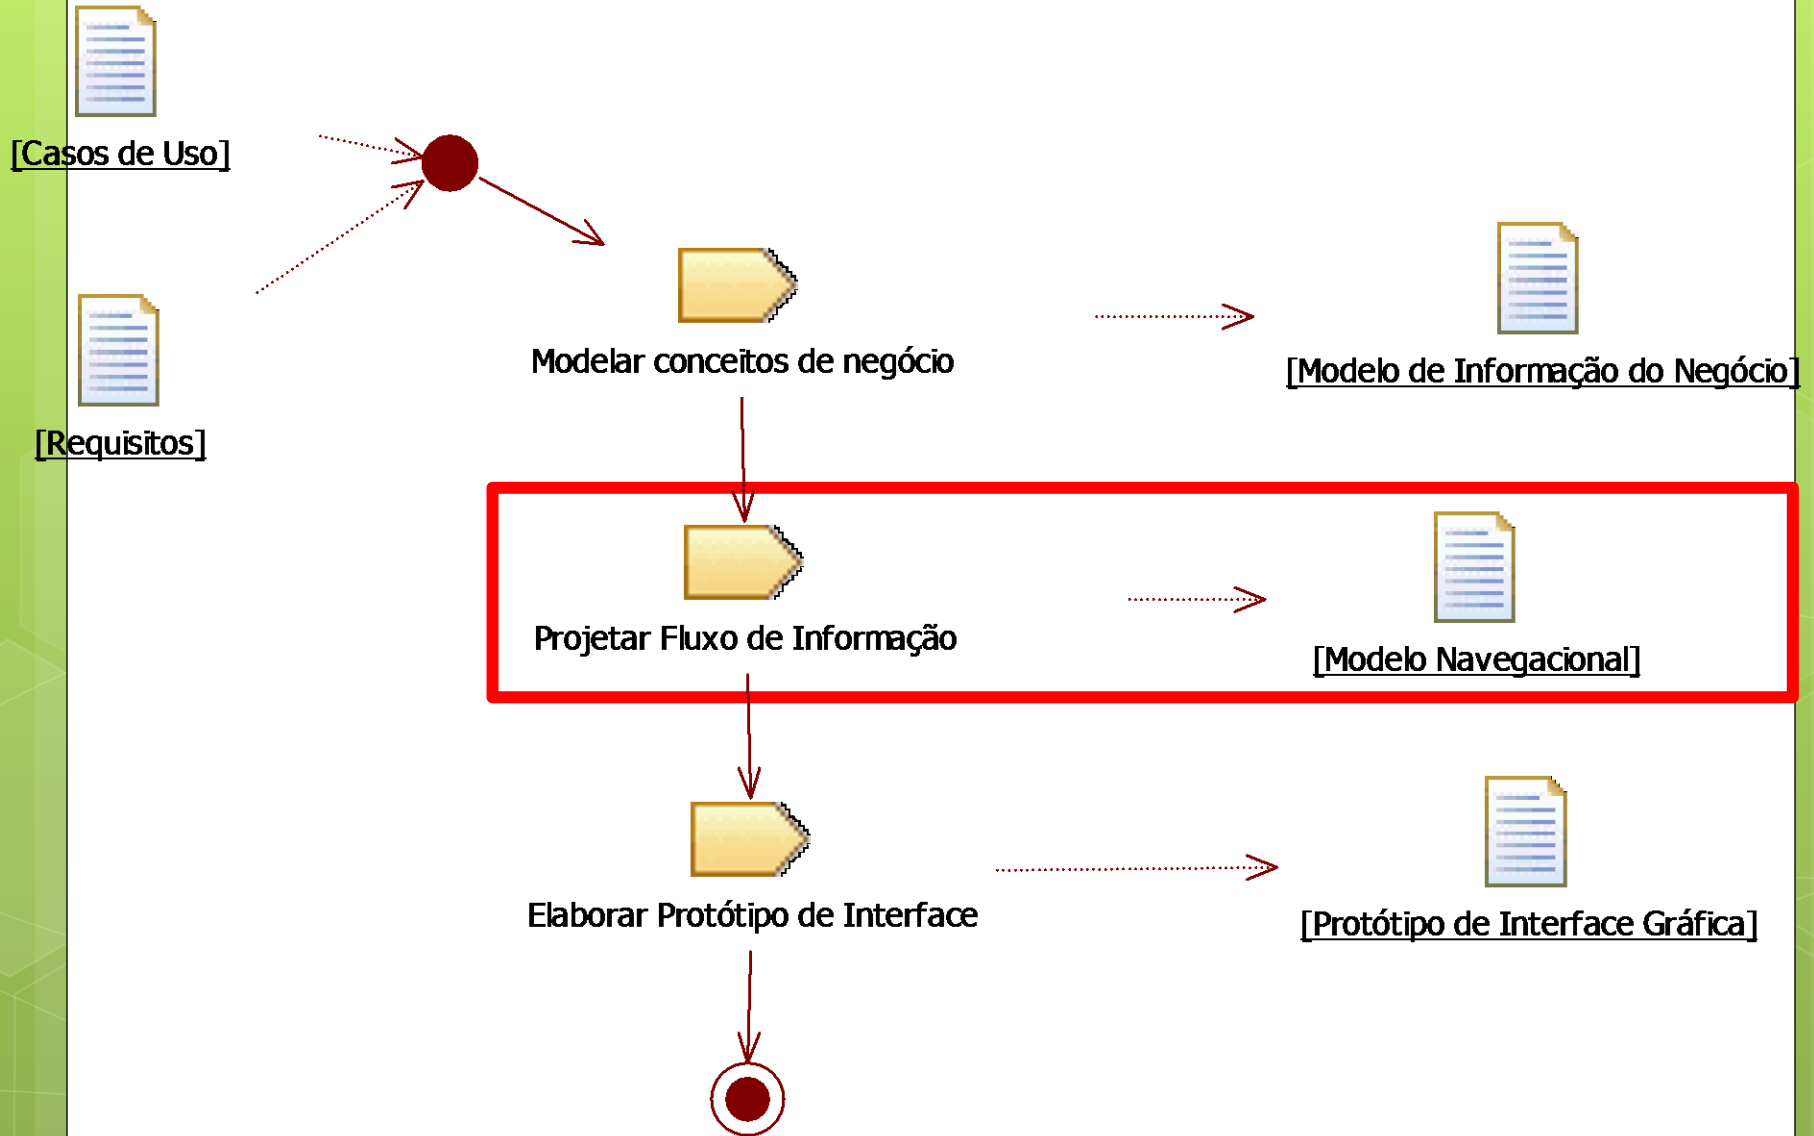 [Casos de Uso]
[Requisitos]
Modelar conceitos de negócio
[Modelo de Informação do Negócio]
Projetar Fluxo de Informação
[Modelo Navegacional]
Elaborar Protótipo de Interface
[Protótipo de Interface Gráfica]